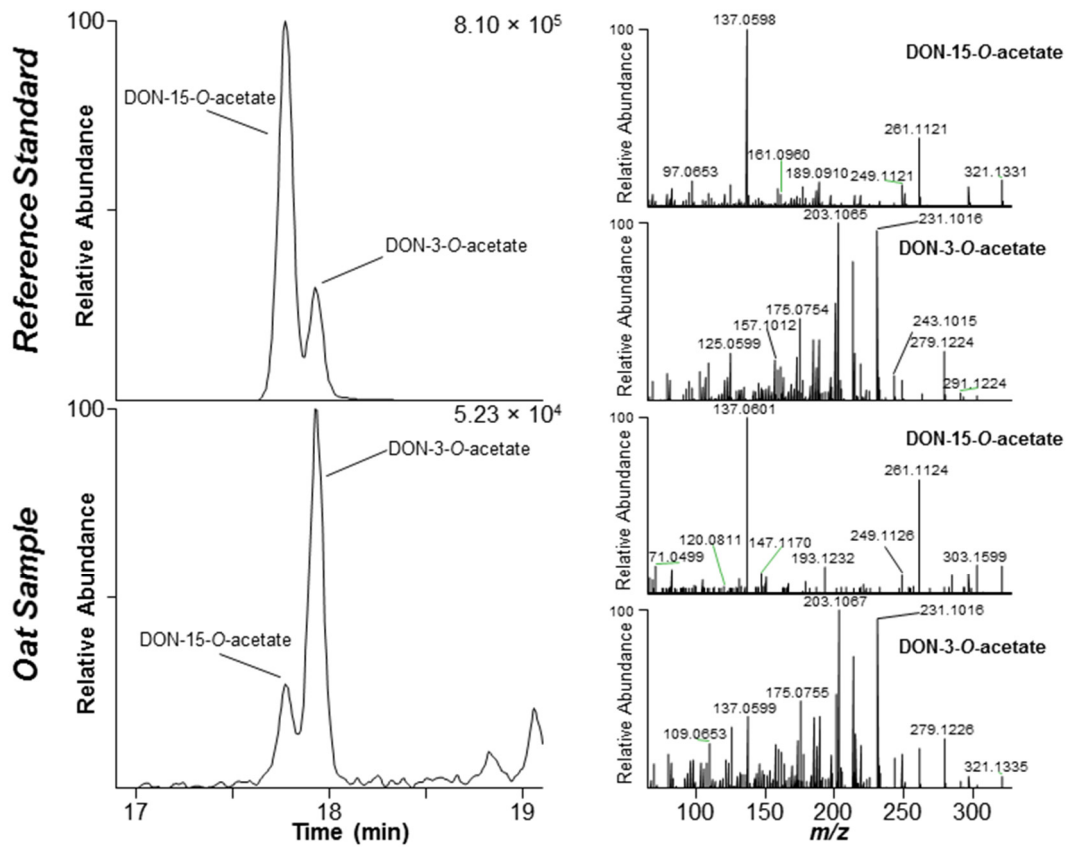 Reference Standard
Relative Abundance
100
8.10 × 10⁵
DON-15-O-acetate
DON-3-O-acetate
Relative Abundance
100
137.0598
DON-15-O-acetate
261.1121
161.0960
97.0653
189.0910
249.1121
321.1331
Relative Abundance
100
203.1065
231.1016
DON-3-O-acetate
175.0754
157.1012
243.1015
125.0599
279.1224
291.1224
Oat Sample
Relative Abundance
100
5.23 × 10⁴
DON-3-O-acetate
DON-15-O-acetate
17
18
19
Time (min)
Relative Abundance
100
137.0601
DON-15-O-acetate
261.1124
120.0811
147.1170
249.1126
71.0499
193.1232
303.1599
Relative Abundance
100
203.1067
231.1016
DON-3-O-acetate
175.0755
137.0599
109.0653
279.1226
321.1335
100
150
200
250
300
m/z